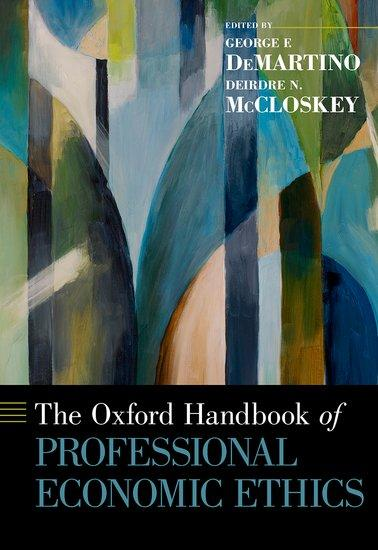 EDITED BY
GEORGE F
DEMARTINO
DEIRDRE N.
MCCLOSKEY
The Oxford Handbook of
PROFESSIONAL
ECONOMIC ETHICS